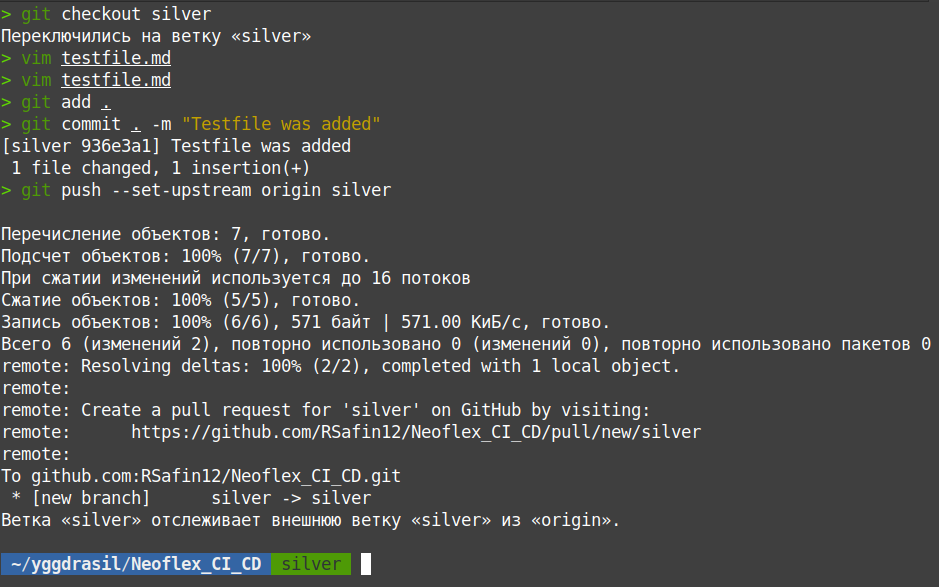 > git checkout silver
Переключились на ветку «silver»
> vim testfile.md
> vim testfile.md
> git add .
> git commit . -m "Testfile was added"
[silver 936e3a1] Testfile was added
 1 file changed, 1 insertion(+)
> git push --set-upstream origin silver
Перечисление объектов: 7, готово.
Подсчет объектов: 100% (7/7), готово.
При сжатии изменений используется до 16 потоков
Сжатие объектов: 100% (5/5), готово.
Запись объектов: 100% (6/6), 571 байт | 571.00 КиБ/с, готово.
Всего 6 (изменений 2), повторно использовано 0 (изменений 0), повторно использовано пакетов 0
remote: Resolving deltas: 100% (2/2), completed with 1 local object.
remote:
remote: Create a pull request for 'silver' on GitHub by visiting:
remote:      https://github.com/RSafin12/Neoflex_CI_CD/pull/new/silver
remote:
To github.com:RSafin12/Neoflex_CI_CD.git
 * [new branch]      silver -> silver
Ветка «silver» отслеживает внешнюю ветку «silver» из «origin».
~/yggdrasil/Neoflex_CI_CD silver